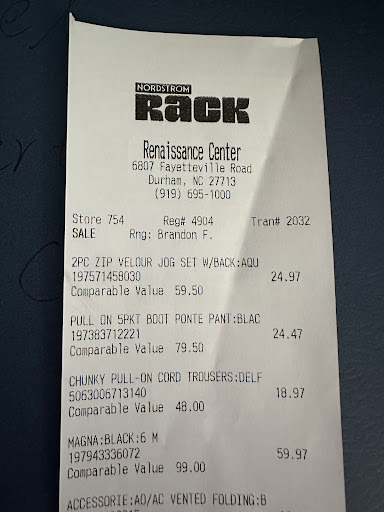 NORDSTROM
Rack
Renaissance Center
6807 Fayetteville Road
Durham, NC 27713
(919) 695-1000
Store 754 Reg# 4904 Tran# 2032
SALE Rng: Brandon F.
2PC ZIP VELOUR JOG SET W/BACK:AQU
197571458030 24.97
Comparable Value 59.50
PULL ON 5PKT BOOT PONTE PANT:BLAC
197383712221 24.47
Comparable Value 79.50
CHUNKY PULL-ON CORD TROUSERS:DELF
5063006713140 18.97
Comparable Value 48.00
MAGNA:BLACK:6 M
197943336072 59.97
Comparable Value 99.00
ACCESSORIE:AO/AC VENTED FOLDING:B